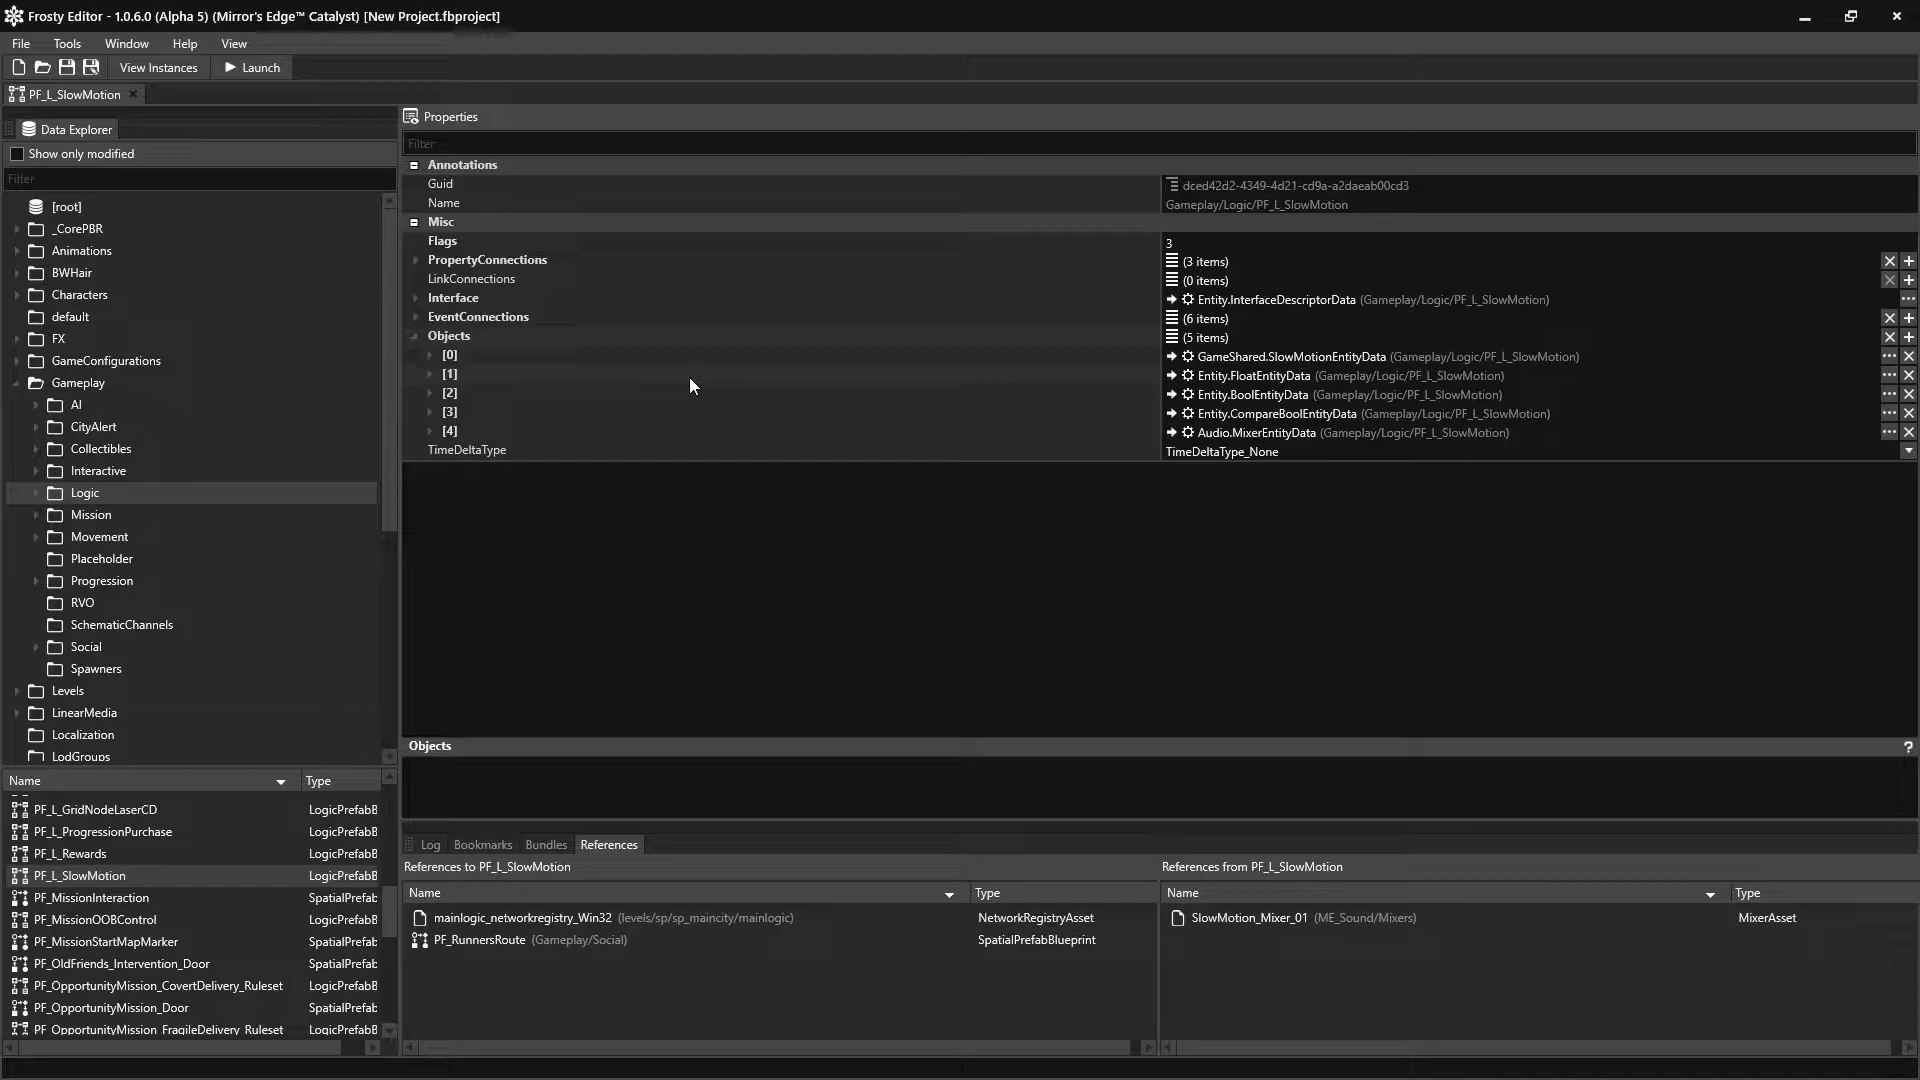 Frosty Editor - 1.0.6.0 (Alpha 5) (Mirror's Edge™ Catalyst) [New Project.fbproject]
File Tools Window Help View
View Instances Launch
PF_L_SlowMotion
Data Explorer
Show only modified
Filter
[root]
_CorePBR
Animations
BWHair
Characters
default
FX
GameConfigurations
Gameplay
AI
CityAlert
Collectibles
Interactive
Logic
Mission
Movement
Placeholder
Progression
RVO
SchematicChannels
Social
Spawners
Levels
LinearMedia
Localization
LodGroups
Name Type
PF_L_GridNodeLaserCD LogicPrefabB
PF_L_ProgressionPurchase LogicPrefabB
PF_L_Rewards LogicPrefabB
PF_L_SlowMotion LogicPrefabB
PF_MissionInteraction SpatialPrefab
PF_MissionOOBControl LogicPrefabB
PF_MissionStartMapMarker SpatialPrefab
PF_OldFriends_Intervention_Door SpatialPrefab
PF_OpportunityMission_CovertDelivery_Ruleset LogicPrefabB
PF_OpportunityMission_Door SpatialPrefab
PF_OpportunityMission_FragileDelivery_Ruleset LogicPrefabB
Properties
Filter
Annotations
Guid dced42d2-4349-4d21-cd9a-a2daeab00cd3
Name Gameplay/Logic/PF_L_SlowMotion
Misc
Flags 3
PropertyConnections (3 items)
LinkConnections (0 items)
Interface Entity.InterfaceDescriptorData (Gameplay/Logic/PF_L_SlowMotion)
EventConnections (6 items)
Objects (5 items)
[0] GameShared.SlowMotionEntityData (Gameplay/Logic/PF_L_SlowMotion)
[1] Entity.FloatEntityData (Gameplay/Logic/PF_L_SlowMotion)
[2] Entity.BoolEntityData (Gameplay/Logic/PF_L_SlowMotion)
[3] Entity.CompareBoolEntityData (Gameplay/Logic/PF_L_SlowMotion)
[4] Audio.MixerEntityData (Gameplay/Logic/PF_L_SlowMotion)
TimeDeltaType TimeDeltaType_None
Objects ?
Log Bookmarks Bundles References
References to PF_L_SlowMotion
Name Type
mainlogic_networkregistry_Win32 (levels/sp/sp_maincity/mainlogic) NetworkRegistryAsset
PF_RunnersRoute (Gameplay/Social) SpatialPrefabBlueprint
References from PF_L_SlowMotion
Name Type
SlowMotion_Mixer_01 (ME_Sound/Mixers) MixerAsset